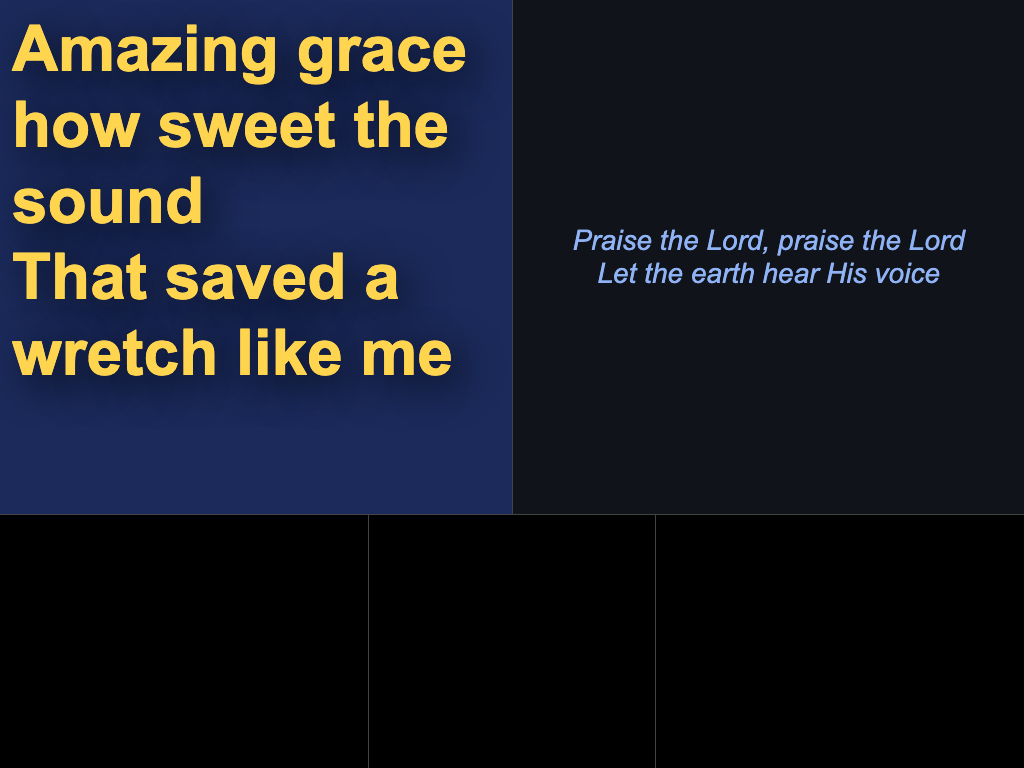 Amazing grace
how sweet the
sound
That saved a
wretch like me
Praise the Lord, praise the Lord
Let the earth hear His voice